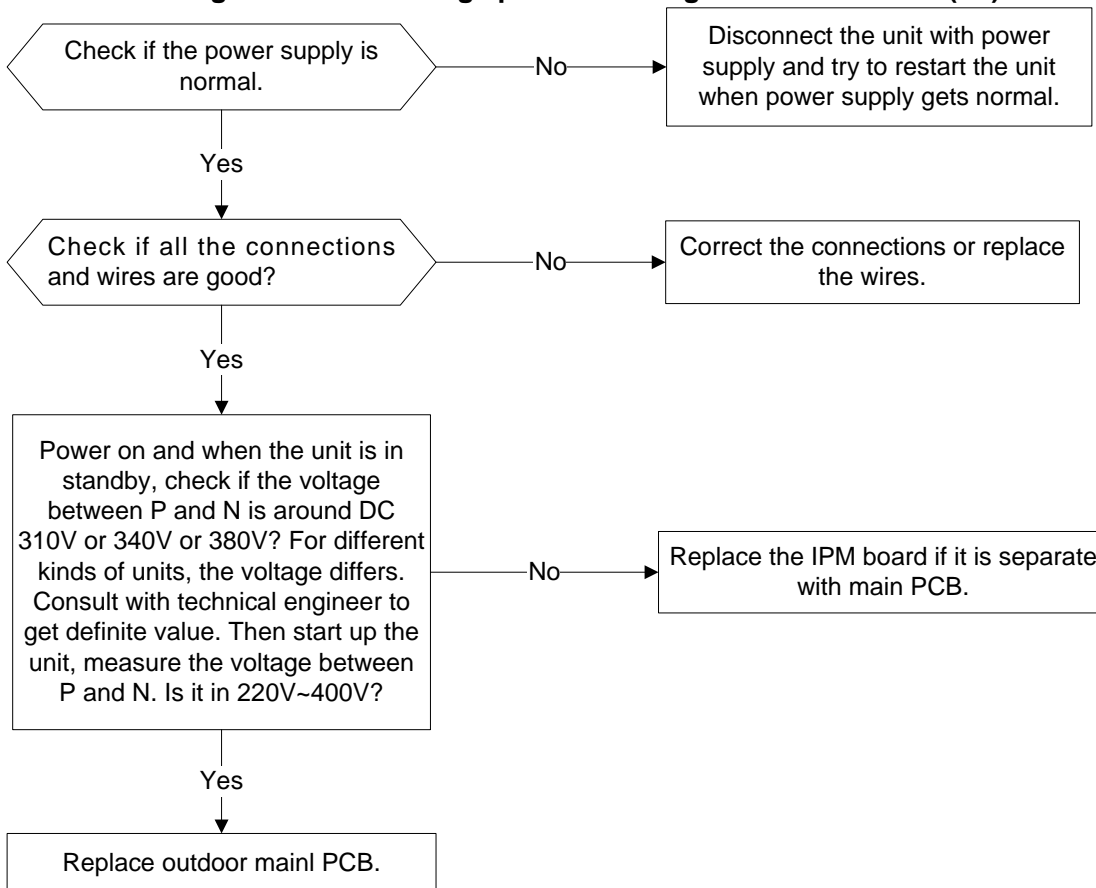 Check if the power supply is
normal.
No
Disconnect the unit with power
supply and try to restart the unit
when power supply gets normal.
Yes
Check if all the connections
and wires are good?
No
Correct the connections or replace
the wires.
Yes
Power on and when the unit is in
standby, check if the voltage
between P and N is around DC
310V or 340V or 380V? For different
kinds of units, the voltage differs.
Consult with technical engineer to
get definite value. Then start up the
unit, measure the voltage between
P and N. Is it in 220V~400V?
No
Replace the IPM board if it is separate
with main PCB.
Yes
Replace outdoor mainl PCB.